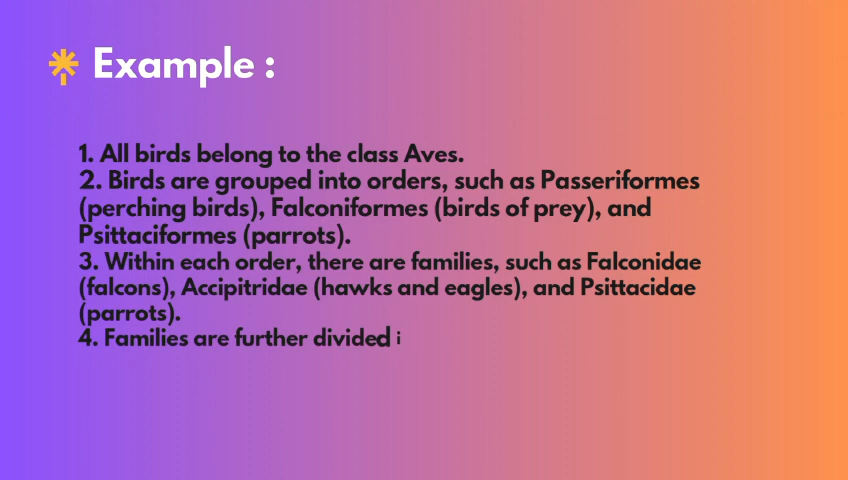 Example :
1. All birds belong to the class Aves.
2. Birds are grouped into orders, such as Passeriformes
(perching birds), Falconiformes (birds of prey), and
Psittaciformes (parrots).
3. Within each order, there are families, such as Falconidae
(falcons), Accipitridae (hawks and eagles), and Psittacidae
(parrots).
4. Families are further divided i